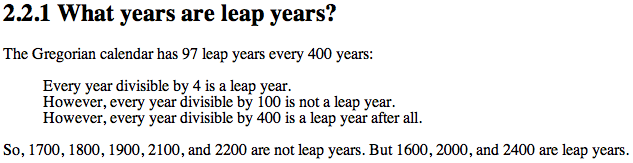 2.2.1 What years are leap years?
The Gregorian calendar has 97 leap years every 400 years:
Every year divisible by 4 is a leap year.
However, every year divisible by 100 is not a leap year.
However, every year divisible by 400 is a leap year after all.
So, 1700, 1800, 1900, 2100, and 2200 are not leap years. But 1600, 2000, and 2400 are leap years.